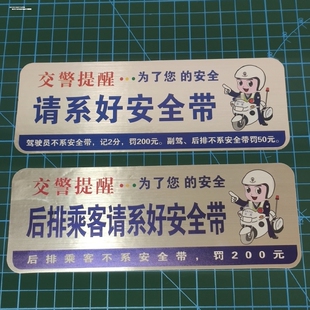 交警提醒···为了您的安全
请系好安全带
驾驶员不系安全带，记2分，罚200元。副驾、后排不系安全带罚50元。
交警提醒···为了您的安全
后排乘客请系好安全带
后排乘客不系安全带，罚200元